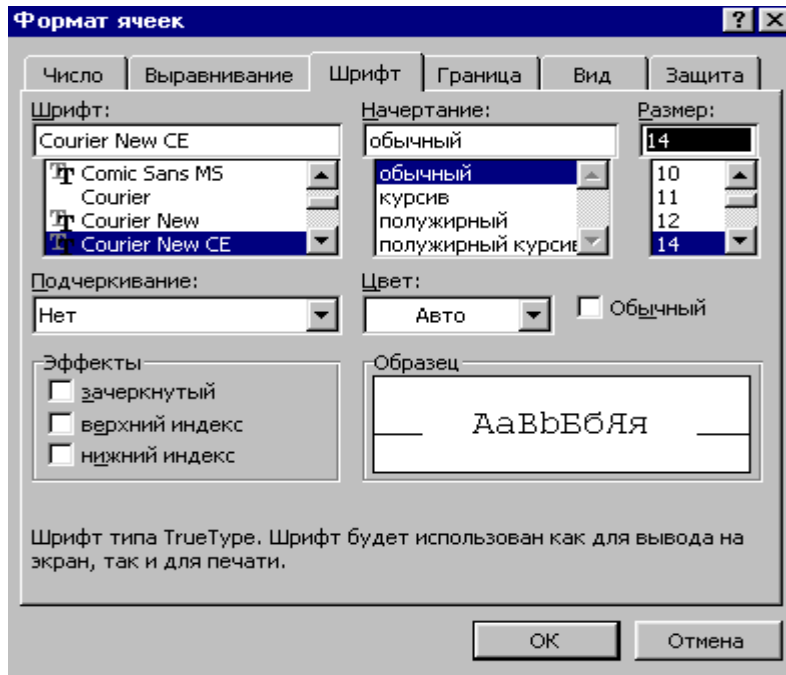 Формат ячеек
Число Выравнивание Шрифт Граница Вид Защита
Шрифт: Начертание: Размер:
Courier New CE обычный 14
Comic Sans MS обычный 10
Courier курсив 11
Courier New полужирный 12
Courier New CE полужирный курсив 14
Подчеркивание: Цвет:
Нет Авто Обычный
Эффекты Образец
зачеркнутый
верхний индекс
нижний индекс
АаВbБбЯя
Шрифт типа TrueType. Шрифт будет использован как для вывода на
экран, так и для печати.
ОК Отмена